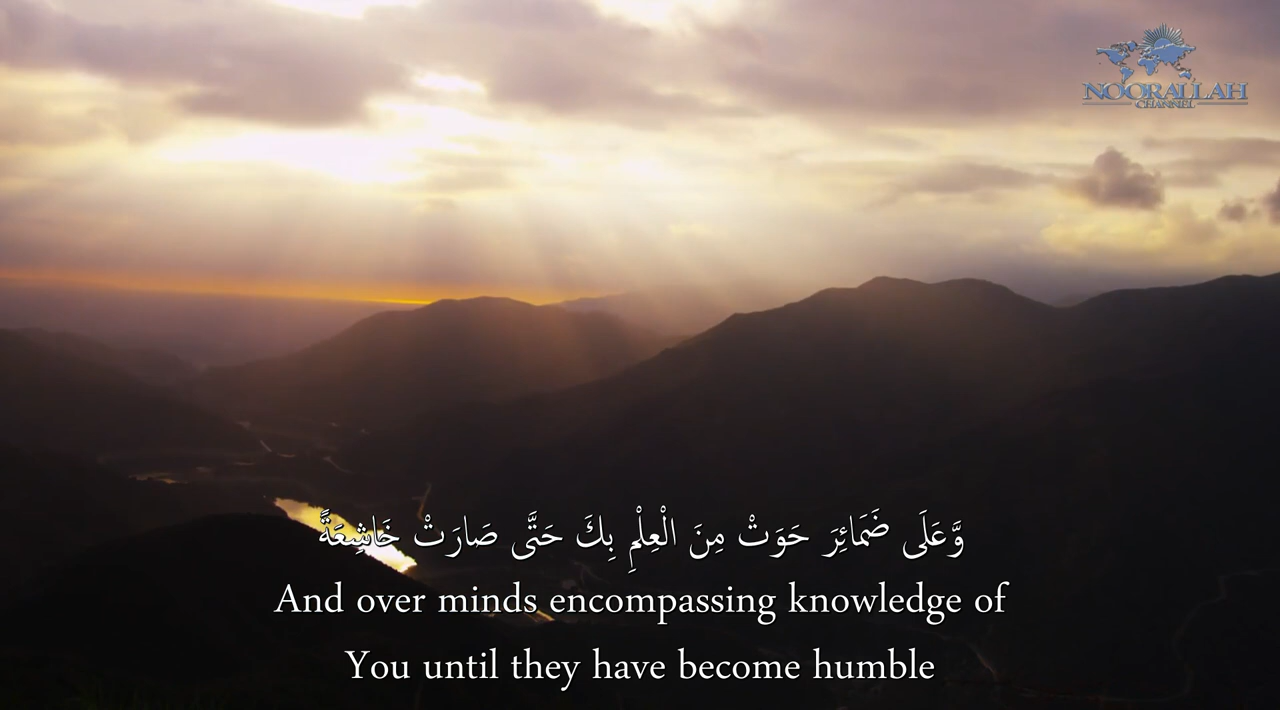 NOORALLAH
CHANNEL
وَّعَلَى ضَمَائِرَ حَوَتْ مِنَ الْعِلْمِ بِكَ حَتَّى صَارَتْ خَاشِعَةً
And over minds encompassing knowledge of
You until they have become humble